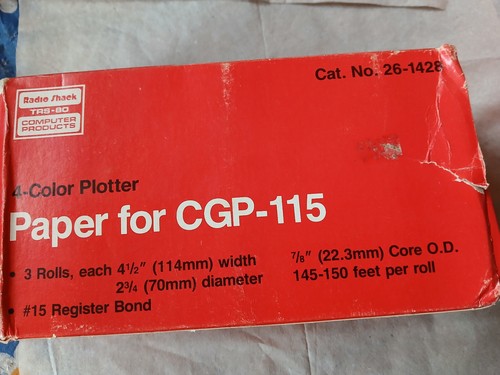 Cat. No. 26-1428
Radio Shack
TRS-80
COMPUTER
PRODUCTS
4-Color Plotter
Paper for CGP-115
• 3 Rolls, each 4½″ (114mm) width
2¾ (70mm) diameter
⅞″ (22.3mm) Core O.D.
145-150 feet per roll
• #15 Register Bond